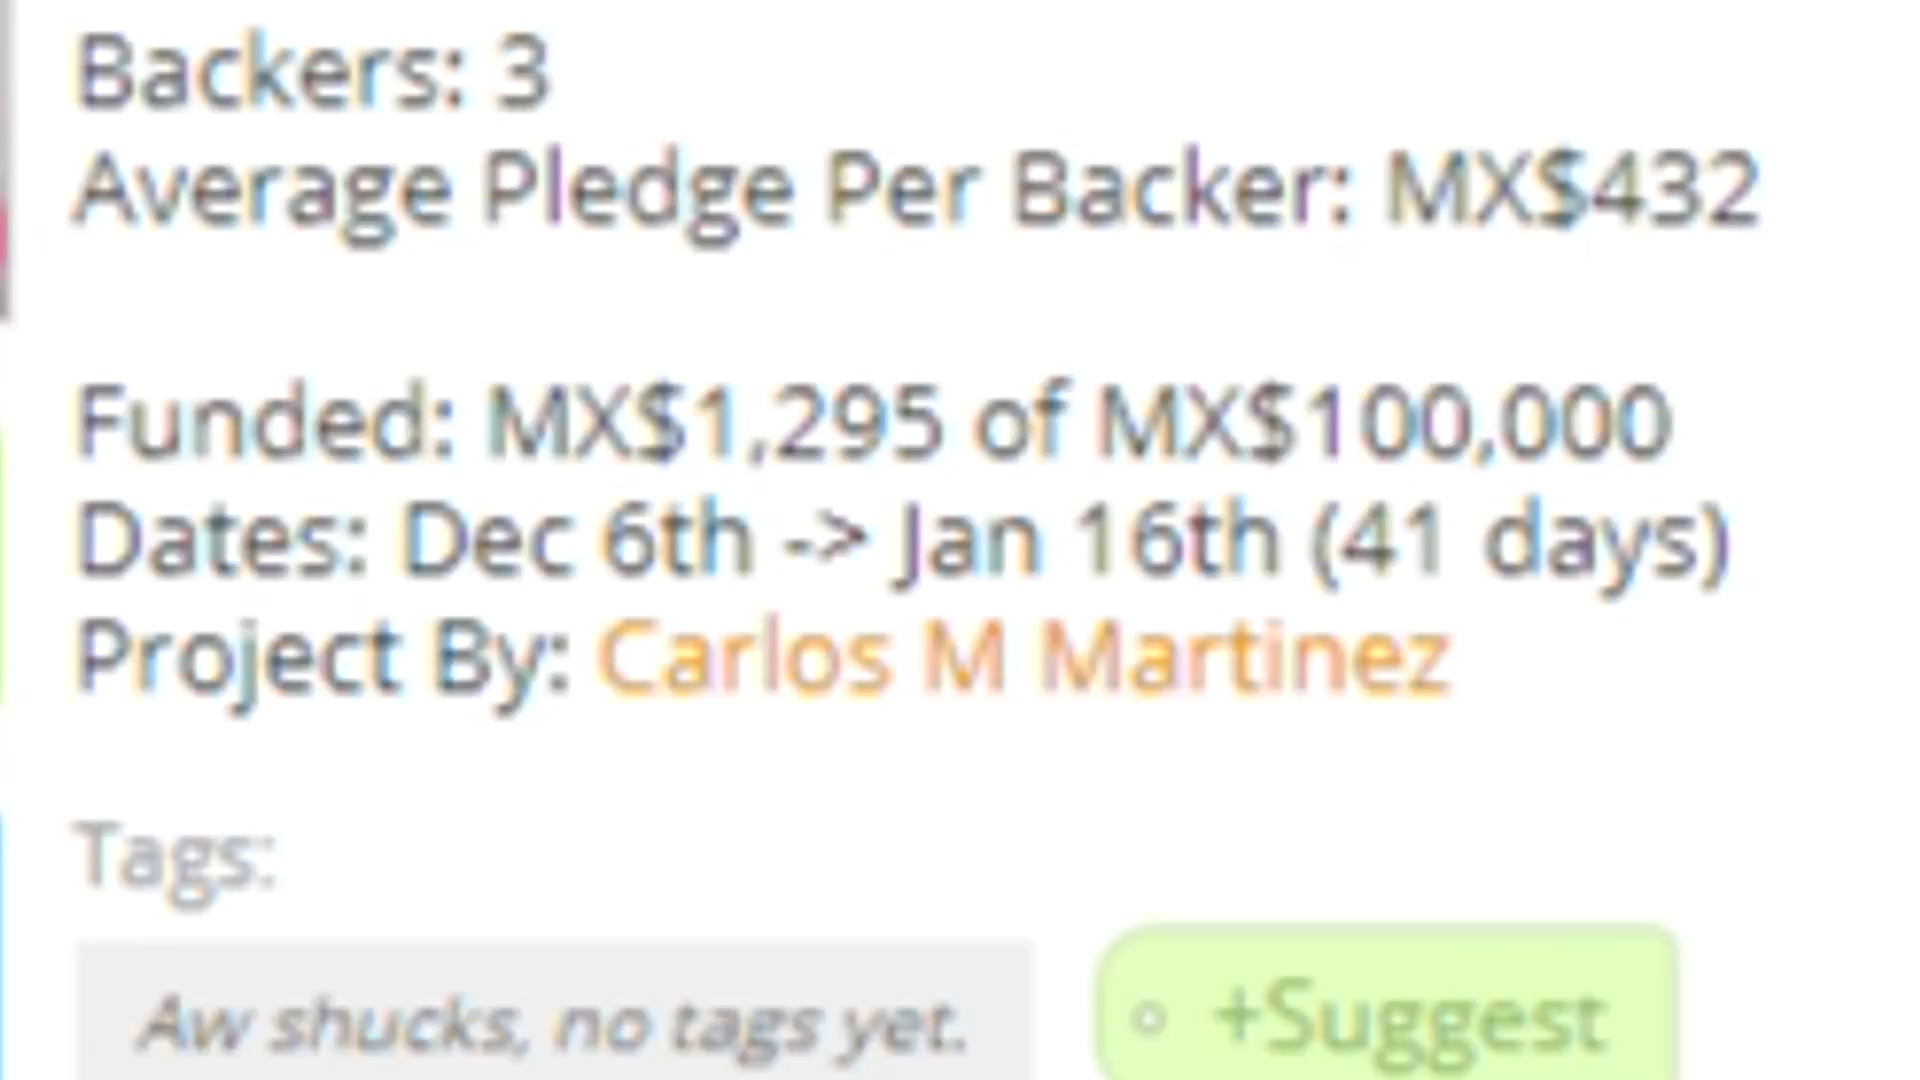 Backers: 3
Average Pledge Per Backer: MX$432
Funded: MX$1,295 of MX$100,000
Dates: Dec 6th -> Jan 16th (41 days)
Project By: Carlos M Martinez
Tags:
Aw shucks, no tags yet. +Suggest